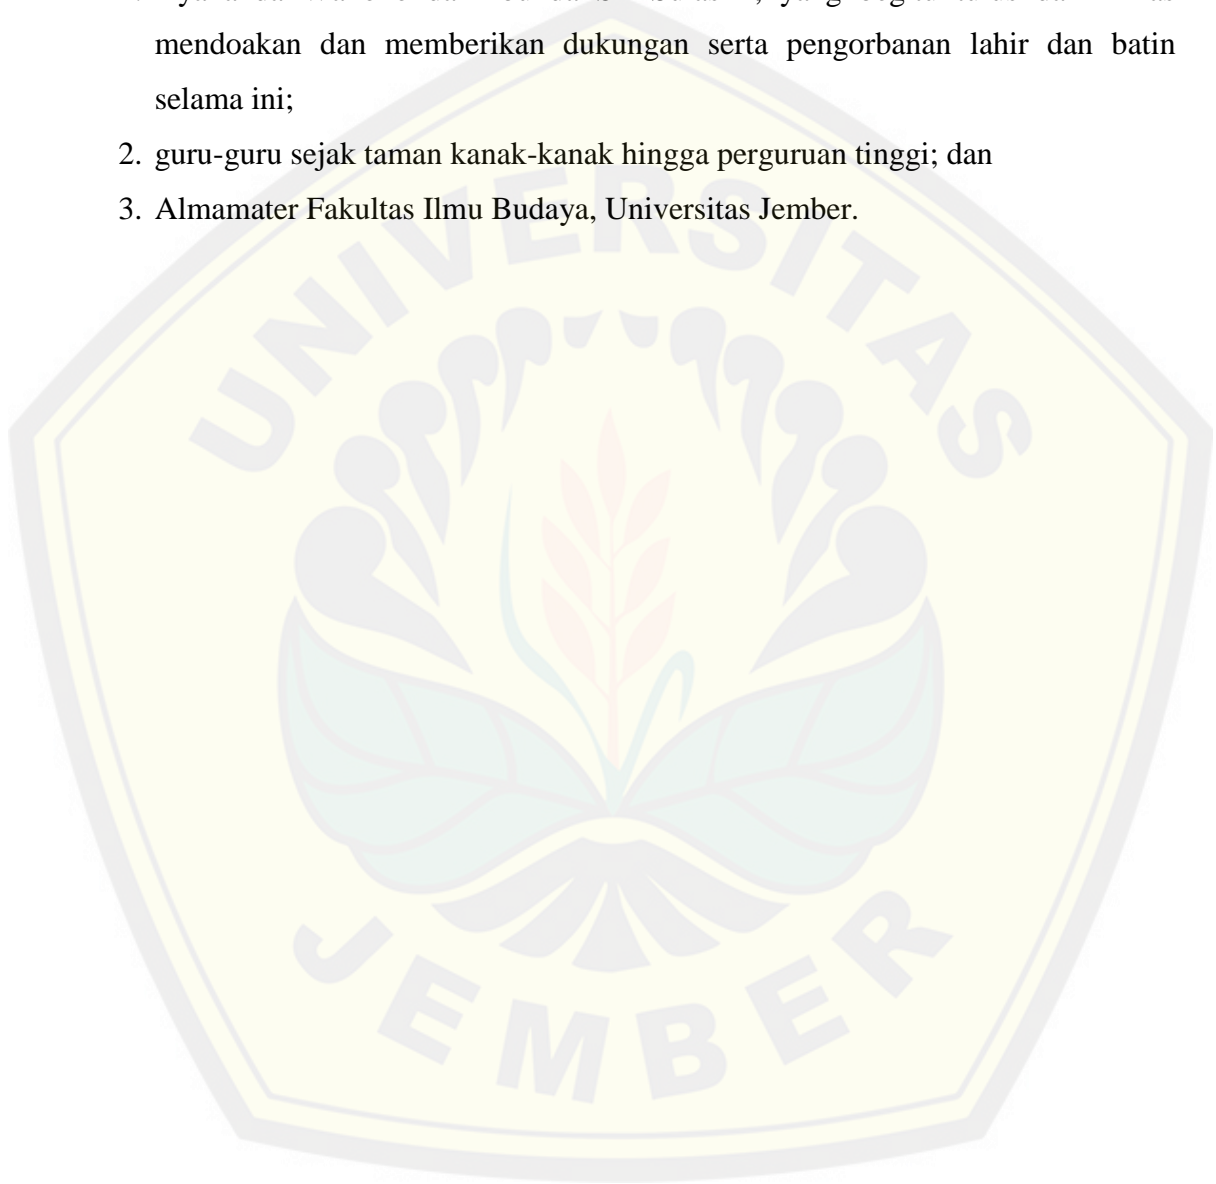 mendoakan dan memberikan dukungan serta pengorbanan lahir dan batin
selama ini;
2. guru-guru sejak taman kanak-kanak hingga perguruan tinggi; dan
3. Almamater Fakultas Ilmu Budaya, Universitas Jember.
UNIVERSITAS
JEMBER